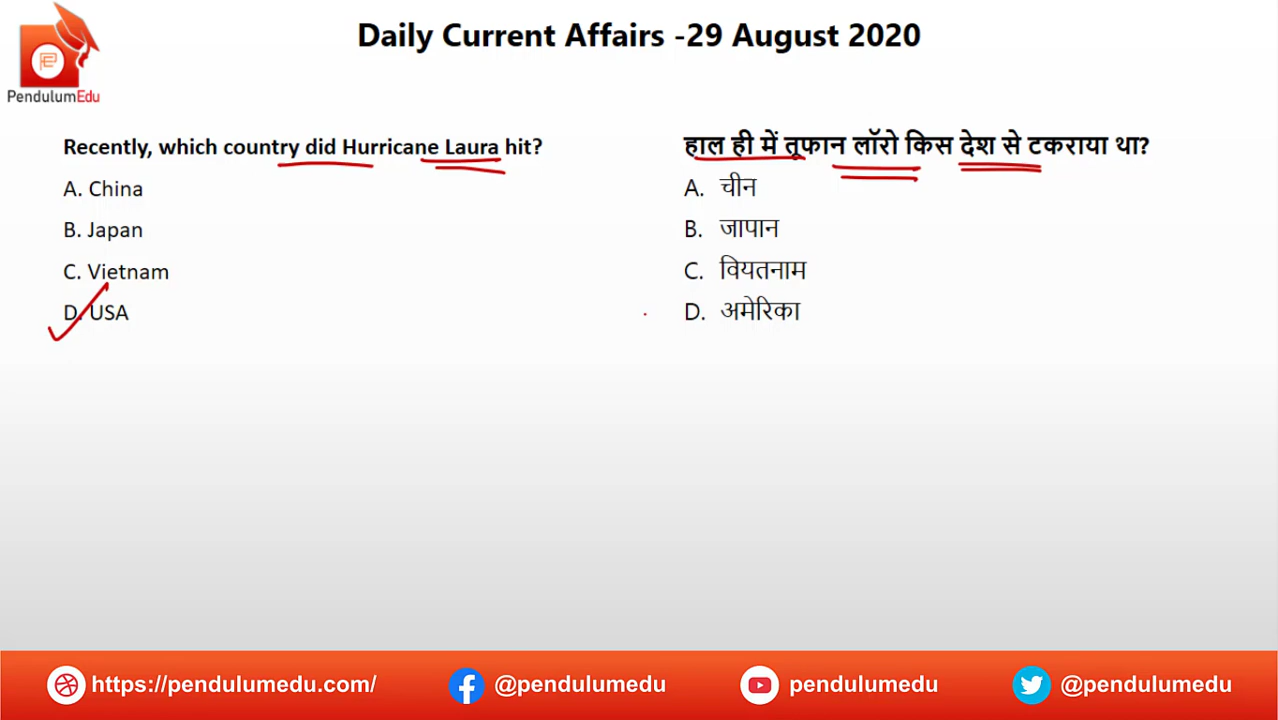 Daily Current Affairs -29 August 2020
PendulumEdu
Recently, which country did Hurricane Laura hit?
A. China
B. Japan
C. Vietnam
D. USA
हाल ही में तूफान लॉरो किस देश से टकराया था?
A. चीन
B. जापान
C. वियतनाम
D. अमेरिका
https://pendulumedu.com/
@pendulumedu
pendulumedu
@pendulumedu